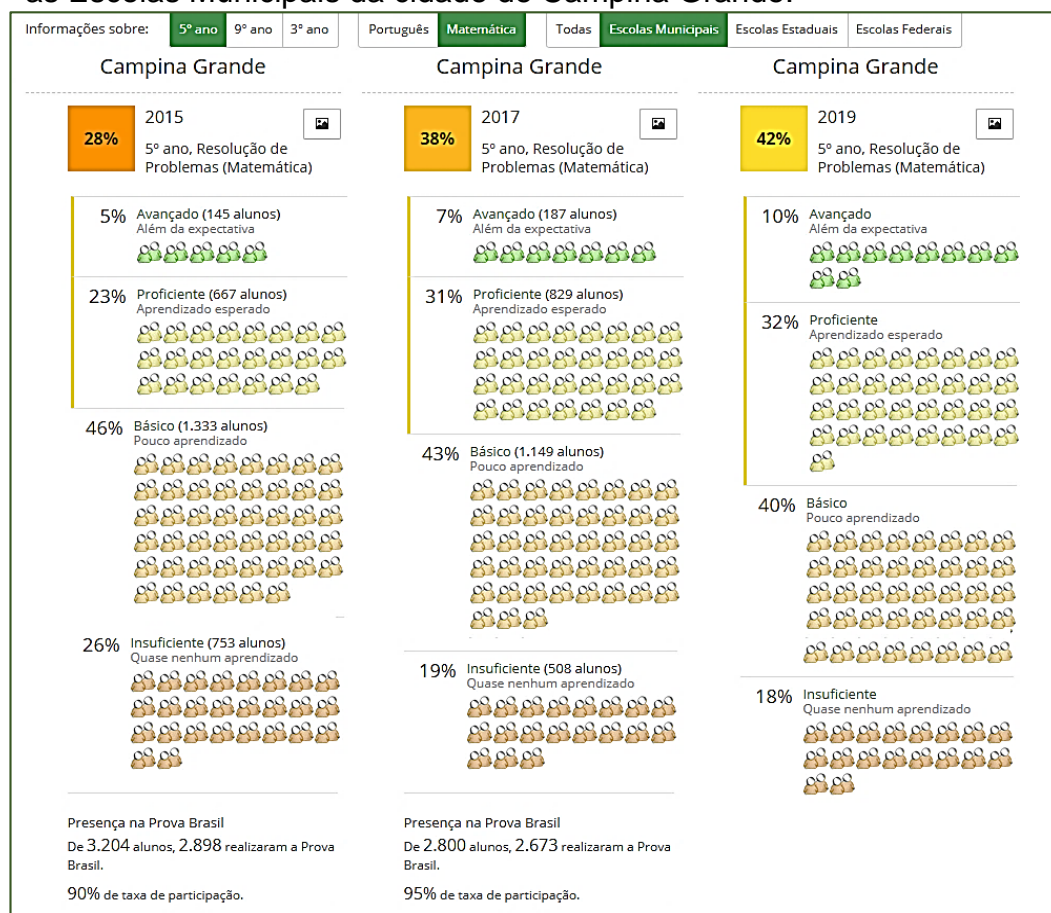 as Escolas Municipais da cidade de Campina Grande.
Informações sobre: 5º ano 9º ano 3º ano Português Matemática Todas Escolas Municipais Escolas Estaduais Escolas Federais
Campina Grande
28%
2015
5º ano, Resolução de
Problemas (Matemática)
5% Avançado (145 alunos)
Além da expectativa
23% Proficiente (667 alunos)
Aprendizado esperado
46% Básico (1.333 alunos)
Pouco aprendizado
26% Insuficiente (753 alunos)
Quase nenhum aprendizado
Presença na Prova Brasil
De 3.204 alunos, 2.898 realizaram a Prova
Brasil.
90% de taxa de participação.
Campina Grande
38%
2017
5º ano, Resolução de
Problemas (Matemática)
7% Avançado (187 alunos)
Além da expectativa
31% Proficiente (829 alunos)
Aprendizado esperado
43% Básico (1.149 alunos)
Pouco aprendizado
19% Insuficiente (508 alunos)
Quase nenhum aprendizado
Presença na Prova Brasil
De 2.800 alunos, 2.673 realizaram a Prova
Brasil.
95% de taxa de participação.
Campina Grande
42%
2019
5º ano, Resolução de
Problemas (Matemática)
10% Avançado
Além da expectativa
32% Proficiente
Aprendizado esperado
40% Básico
Pouco aprendizado
18% Insuficiente
Quase nenhum aprendizado